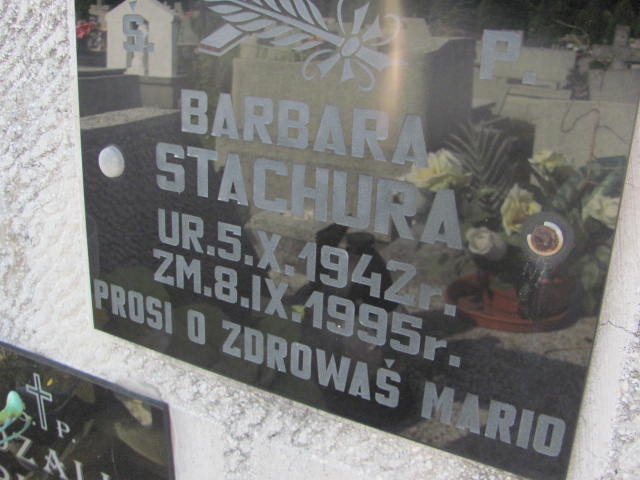 Ś. P.
BARBARA
STACHURA
UR.5.X.1942r.
ZM.8.IX.1995r.
PROSI O ZDROWAŚ MARIO
P.